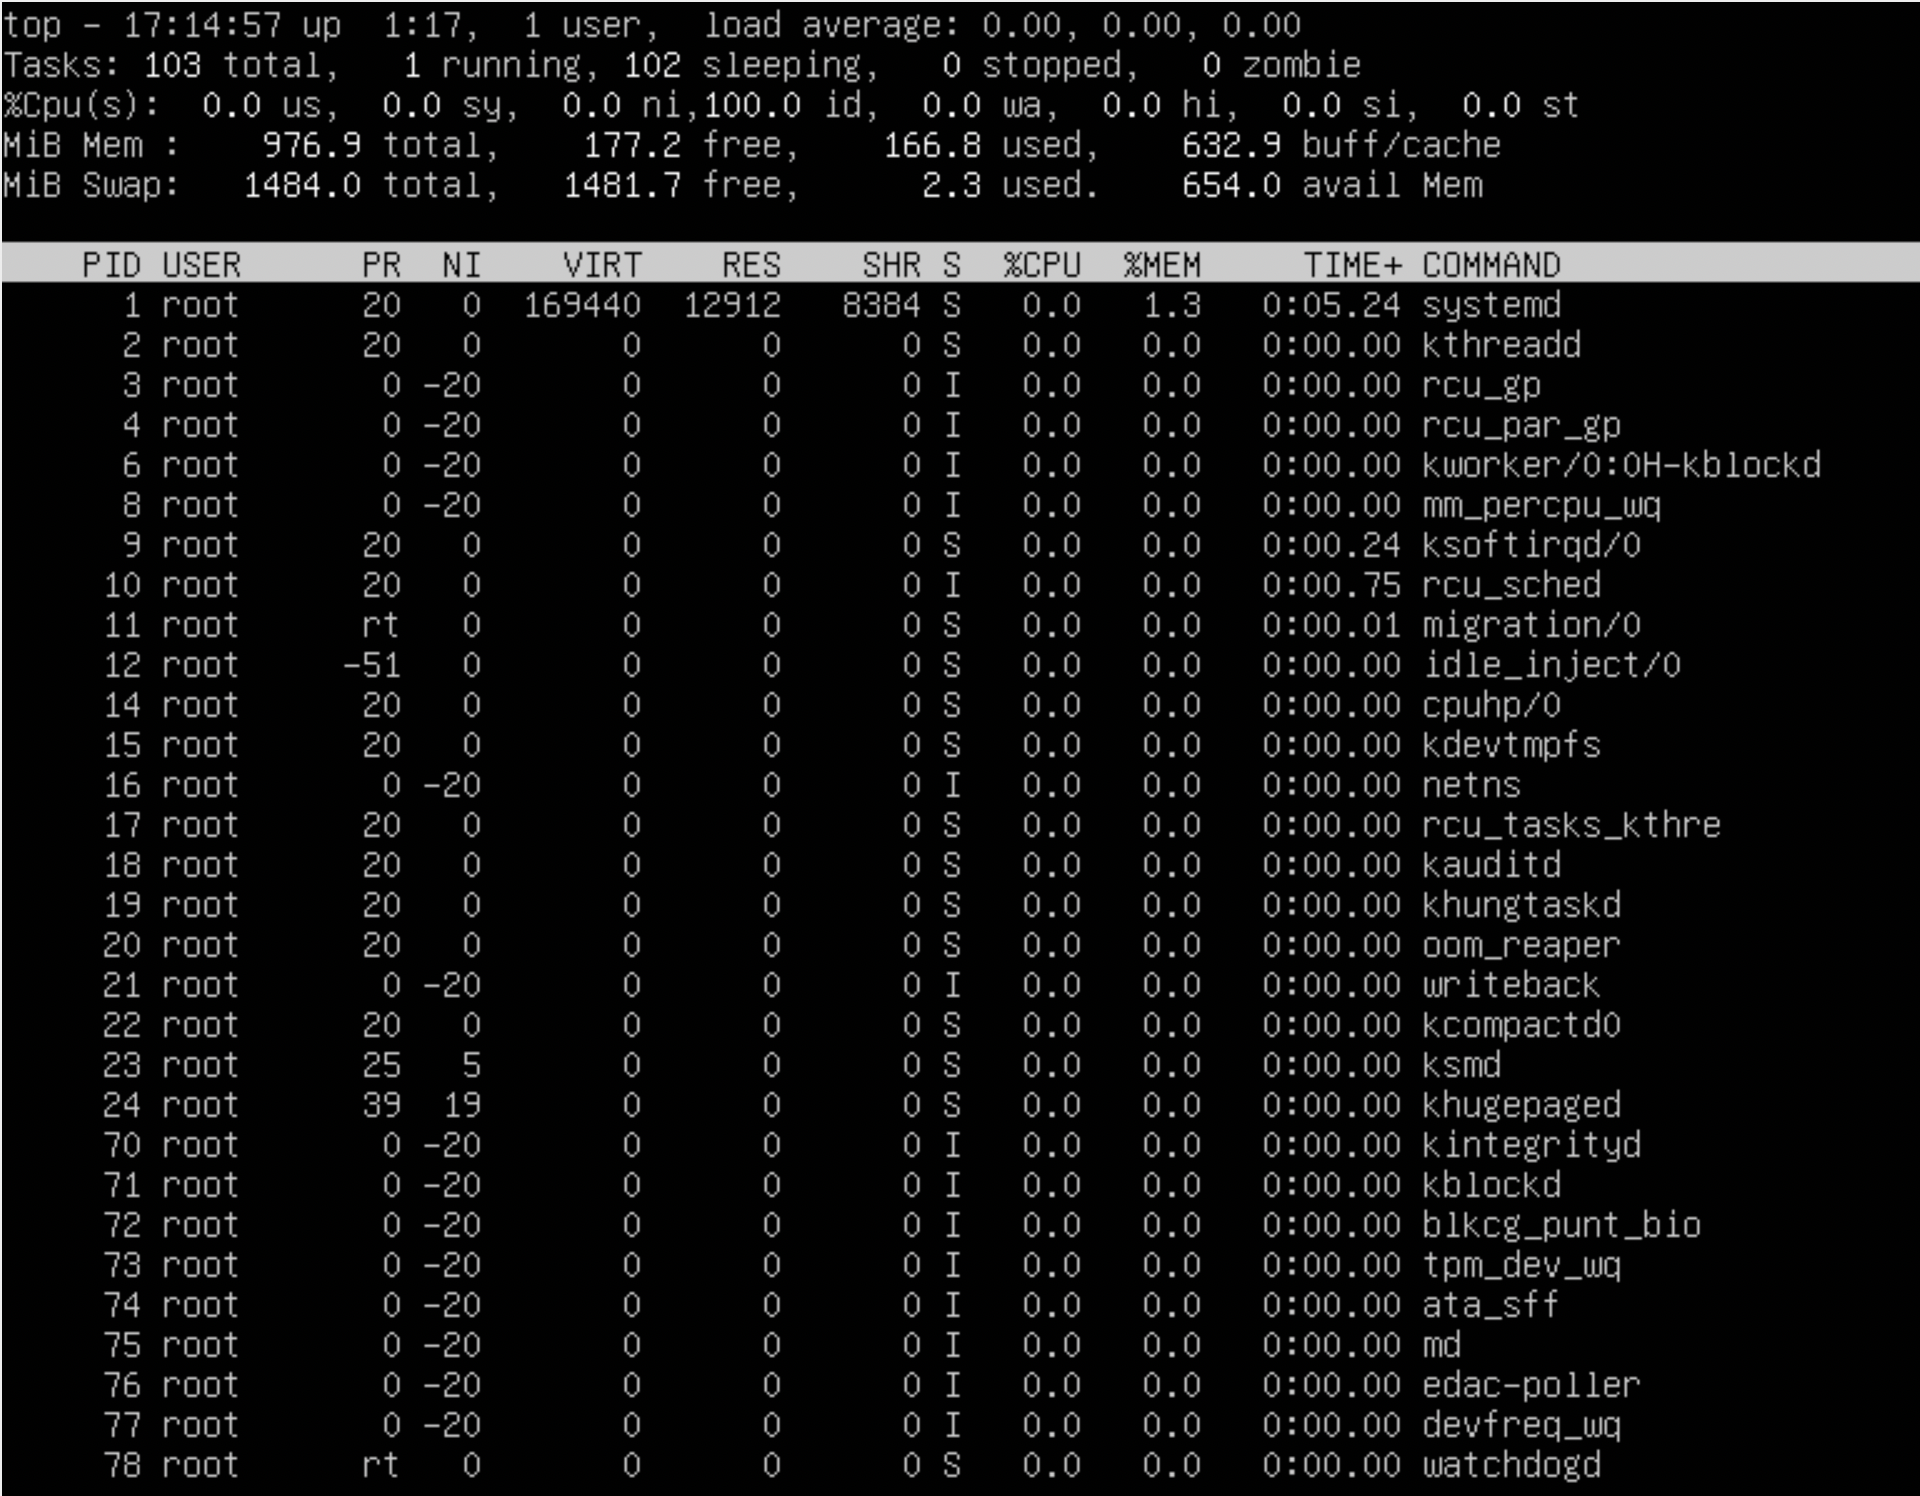 top - 17:14:57 up  1:17,  1 user,  load average: 0.00, 0.00, 0.00
Tasks: 103 total,   1 running, 102 sleeping,   0 stopped,   0 zombie
%Cpu(s):  0.0 us,  0.0 sy,  0.0 ni,100.0 id,  0.0 wa,  0.0 hi,  0.0 si,  0.0 st
MiB Mem :    976.9 total,    177.2 free,    166.8 used,    632.9 buff/cache
MiB Swap:   1484.0 total,   1481.7 free,      2.3 used.    654.0 avail Mem
PID USER      PR  NI    VIRT    RES    SHR S  %CPU  %MEM     TIME+ COMMAND
1 root      20   0  169440  12912   8384 S   0.0   1.3   0:05.24 systemd
2 root      20   0       0      0      0 S   0.0   0.0   0:00.00 kthreadd
3 root       0 -20       0      0      0 I   0.0   0.0   0:00.00 rcu_gp
4 root       0 -20       0      0      0 I   0.0   0.0   0:00.00 rcu_par_gp
6 root       0 -20       0      0      0 I   0.0   0.0   0:00.00 kworker/0:0H-kblockd
8 root       0 -20       0      0      0 I   0.0   0.0   0:00.00 mm_percpu_wq
9 root      20   0       0      0      0 S   0.0   0.0   0:00.24 ksoftirqd/0
10 root      20   0       0      0      0 I   0.0   0.0   0:00.75 rcu_sched
11 root      rt   0       0      0      0 S   0.0   0.0   0:00.01 migration/0
12 root     -51   0       0      0      0 S   0.0   0.0   0:00.00 idle_inject/0
14 root      20   0       0      0      0 S   0.0   0.0   0:00.00 cpuhp/0
15 root      20   0       0      0      0 S   0.0   0.0   0:00.00 kdevtmpfs
16 root       0 -20       0      0      0 I   0.0   0.0   0:00.00 netns
17 root      20   0       0      0      0 S   0.0   0.0   0:00.00 rcu_tasks_kthre
18 root      20   0       0      0      0 S   0.0   0.0   0:00.00 kauditd
19 root      20   0       0      0      0 S   0.0   0.0   0:00.00 khungtaskd
20 root      20   0       0      0      0 S   0.0   0.0   0:00.00 oom_reaper
21 root       0 -20       0      0      0 I   0.0   0.0   0:00.00 writeback
22 root      20   0       0      0      0 S   0.0   0.0   0:00.00 kcompactd0
23 root      25   5       0      0      0 S   0.0   0.0   0:00.00 ksmd
24 root      39  19       0      0      0 S   0.0   0.0   0:00.00 khugepaged
70 root       0 -20       0      0      0 I   0.0   0.0   0:00.00 kintegrityd
71 root       0 -20       0      0      0 I   0.0   0.0   0:00.00 kblockd
72 root       0 -20       0      0      0 I   0.0   0.0   0:00.00 blkcg_punt_bio
73 root       0 -20       0      0      0 I   0.0   0.0   0:00.00 tpm_dev_wq
74 root       0 -20       0      0      0 I   0.0   0.0   0:00.00 ata_sff
75 root       0 -20       0      0      0 I   0.0   0.0   0:00.00 md
76 root       0 -20       0      0      0 I   0.0   0.0   0:00.00 edac-poller
77 root       0 -20       0      0      0 I   0.0   0.0   0:00.00 devfreq_wq
78 root      rt   0       0      0      0 S   0.0   0.0   0:00.00 watchdogd